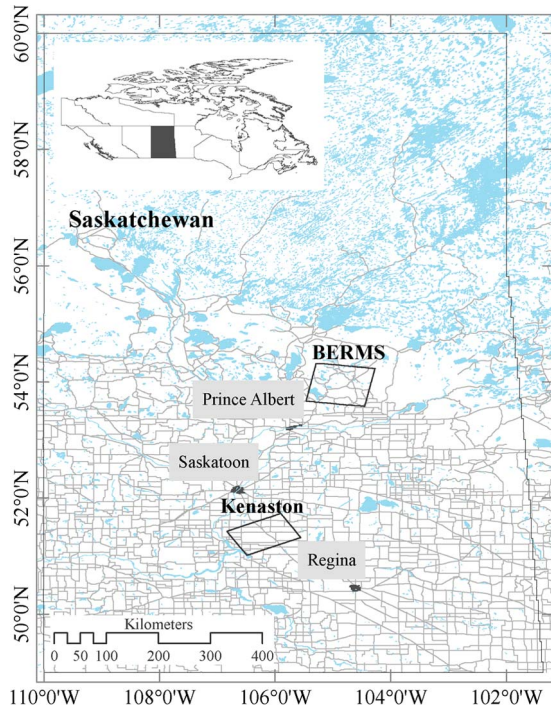 60°0'N
58°0'N
Saskatchewan
56°0'N
BERMS
54°0'N
Prince Albert
Saskatoon
52°0'N
Kenaston
Regina
50°0'N
Kilometers
0 50 100 200 300 400
110°0'W 108°0'W 106°0'W 104°0'W 102°0'W